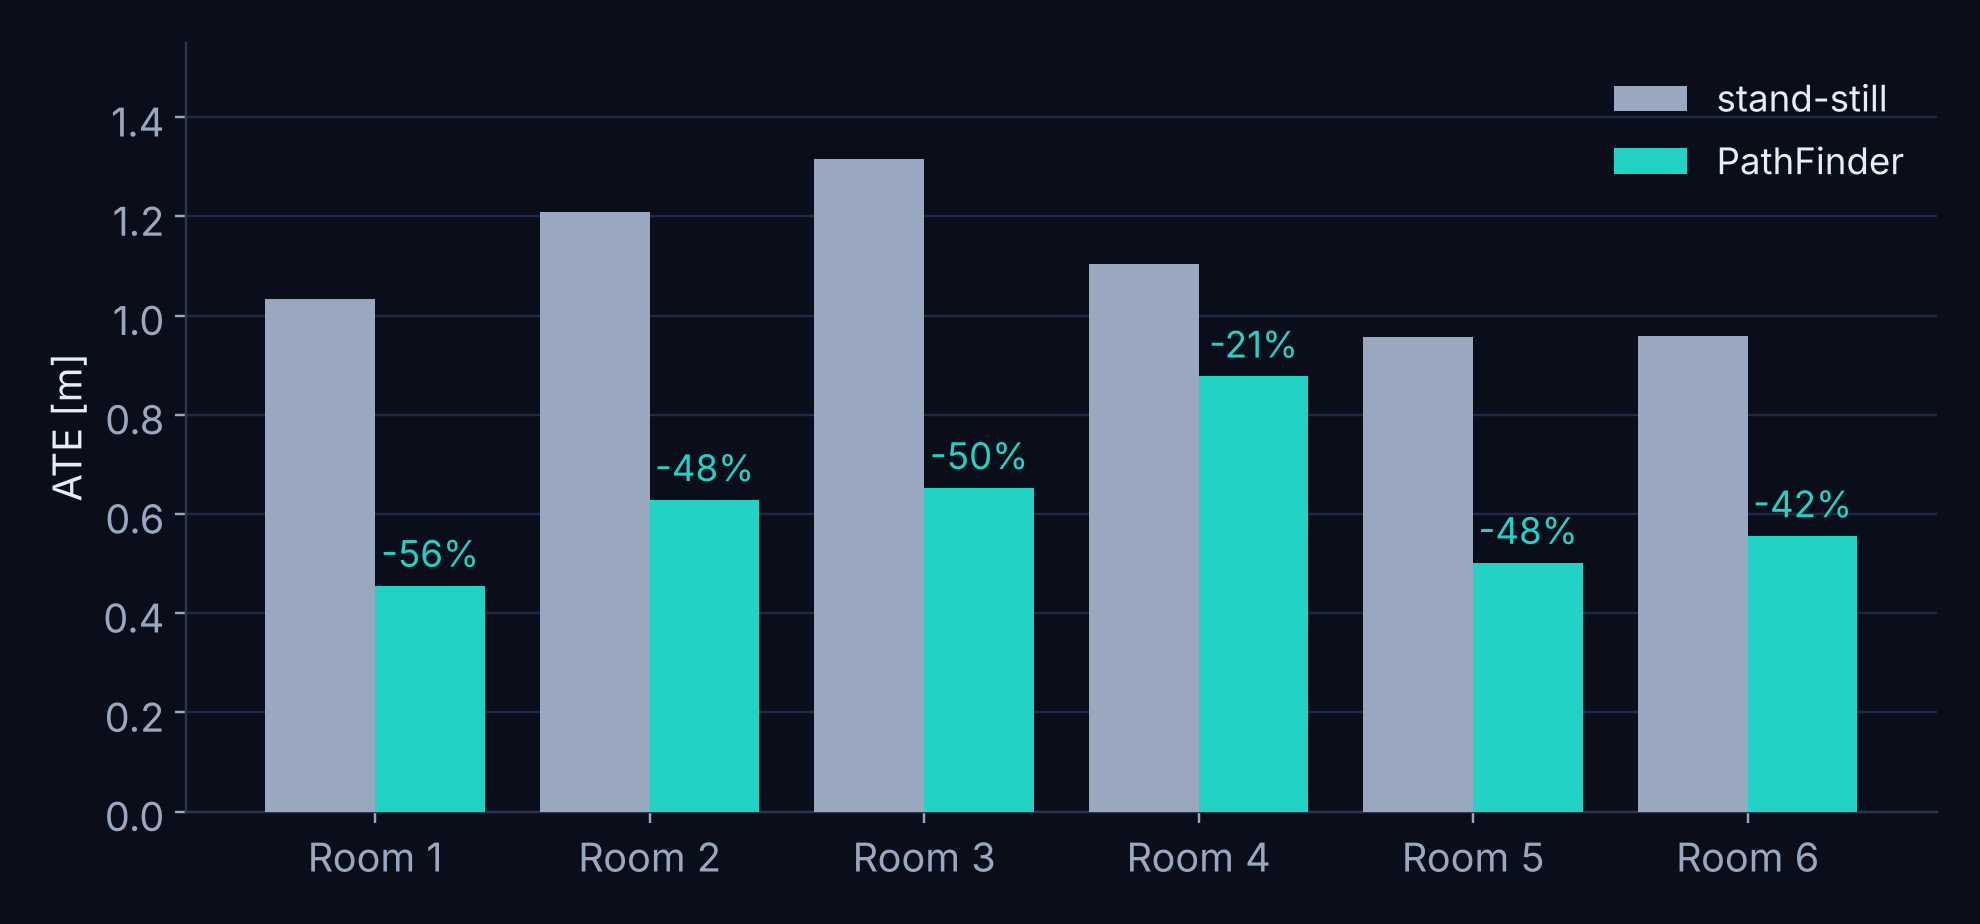 stand-still
PathFinder
ATE [m]
1.4
1.2
1.0
0.8
0.6
0.4
0.2
0.0
-56%
-48%
-50%
-21%
-48%
-42%
Room 1
Room 2
Room 3
Room 4
Room 5
Room 6